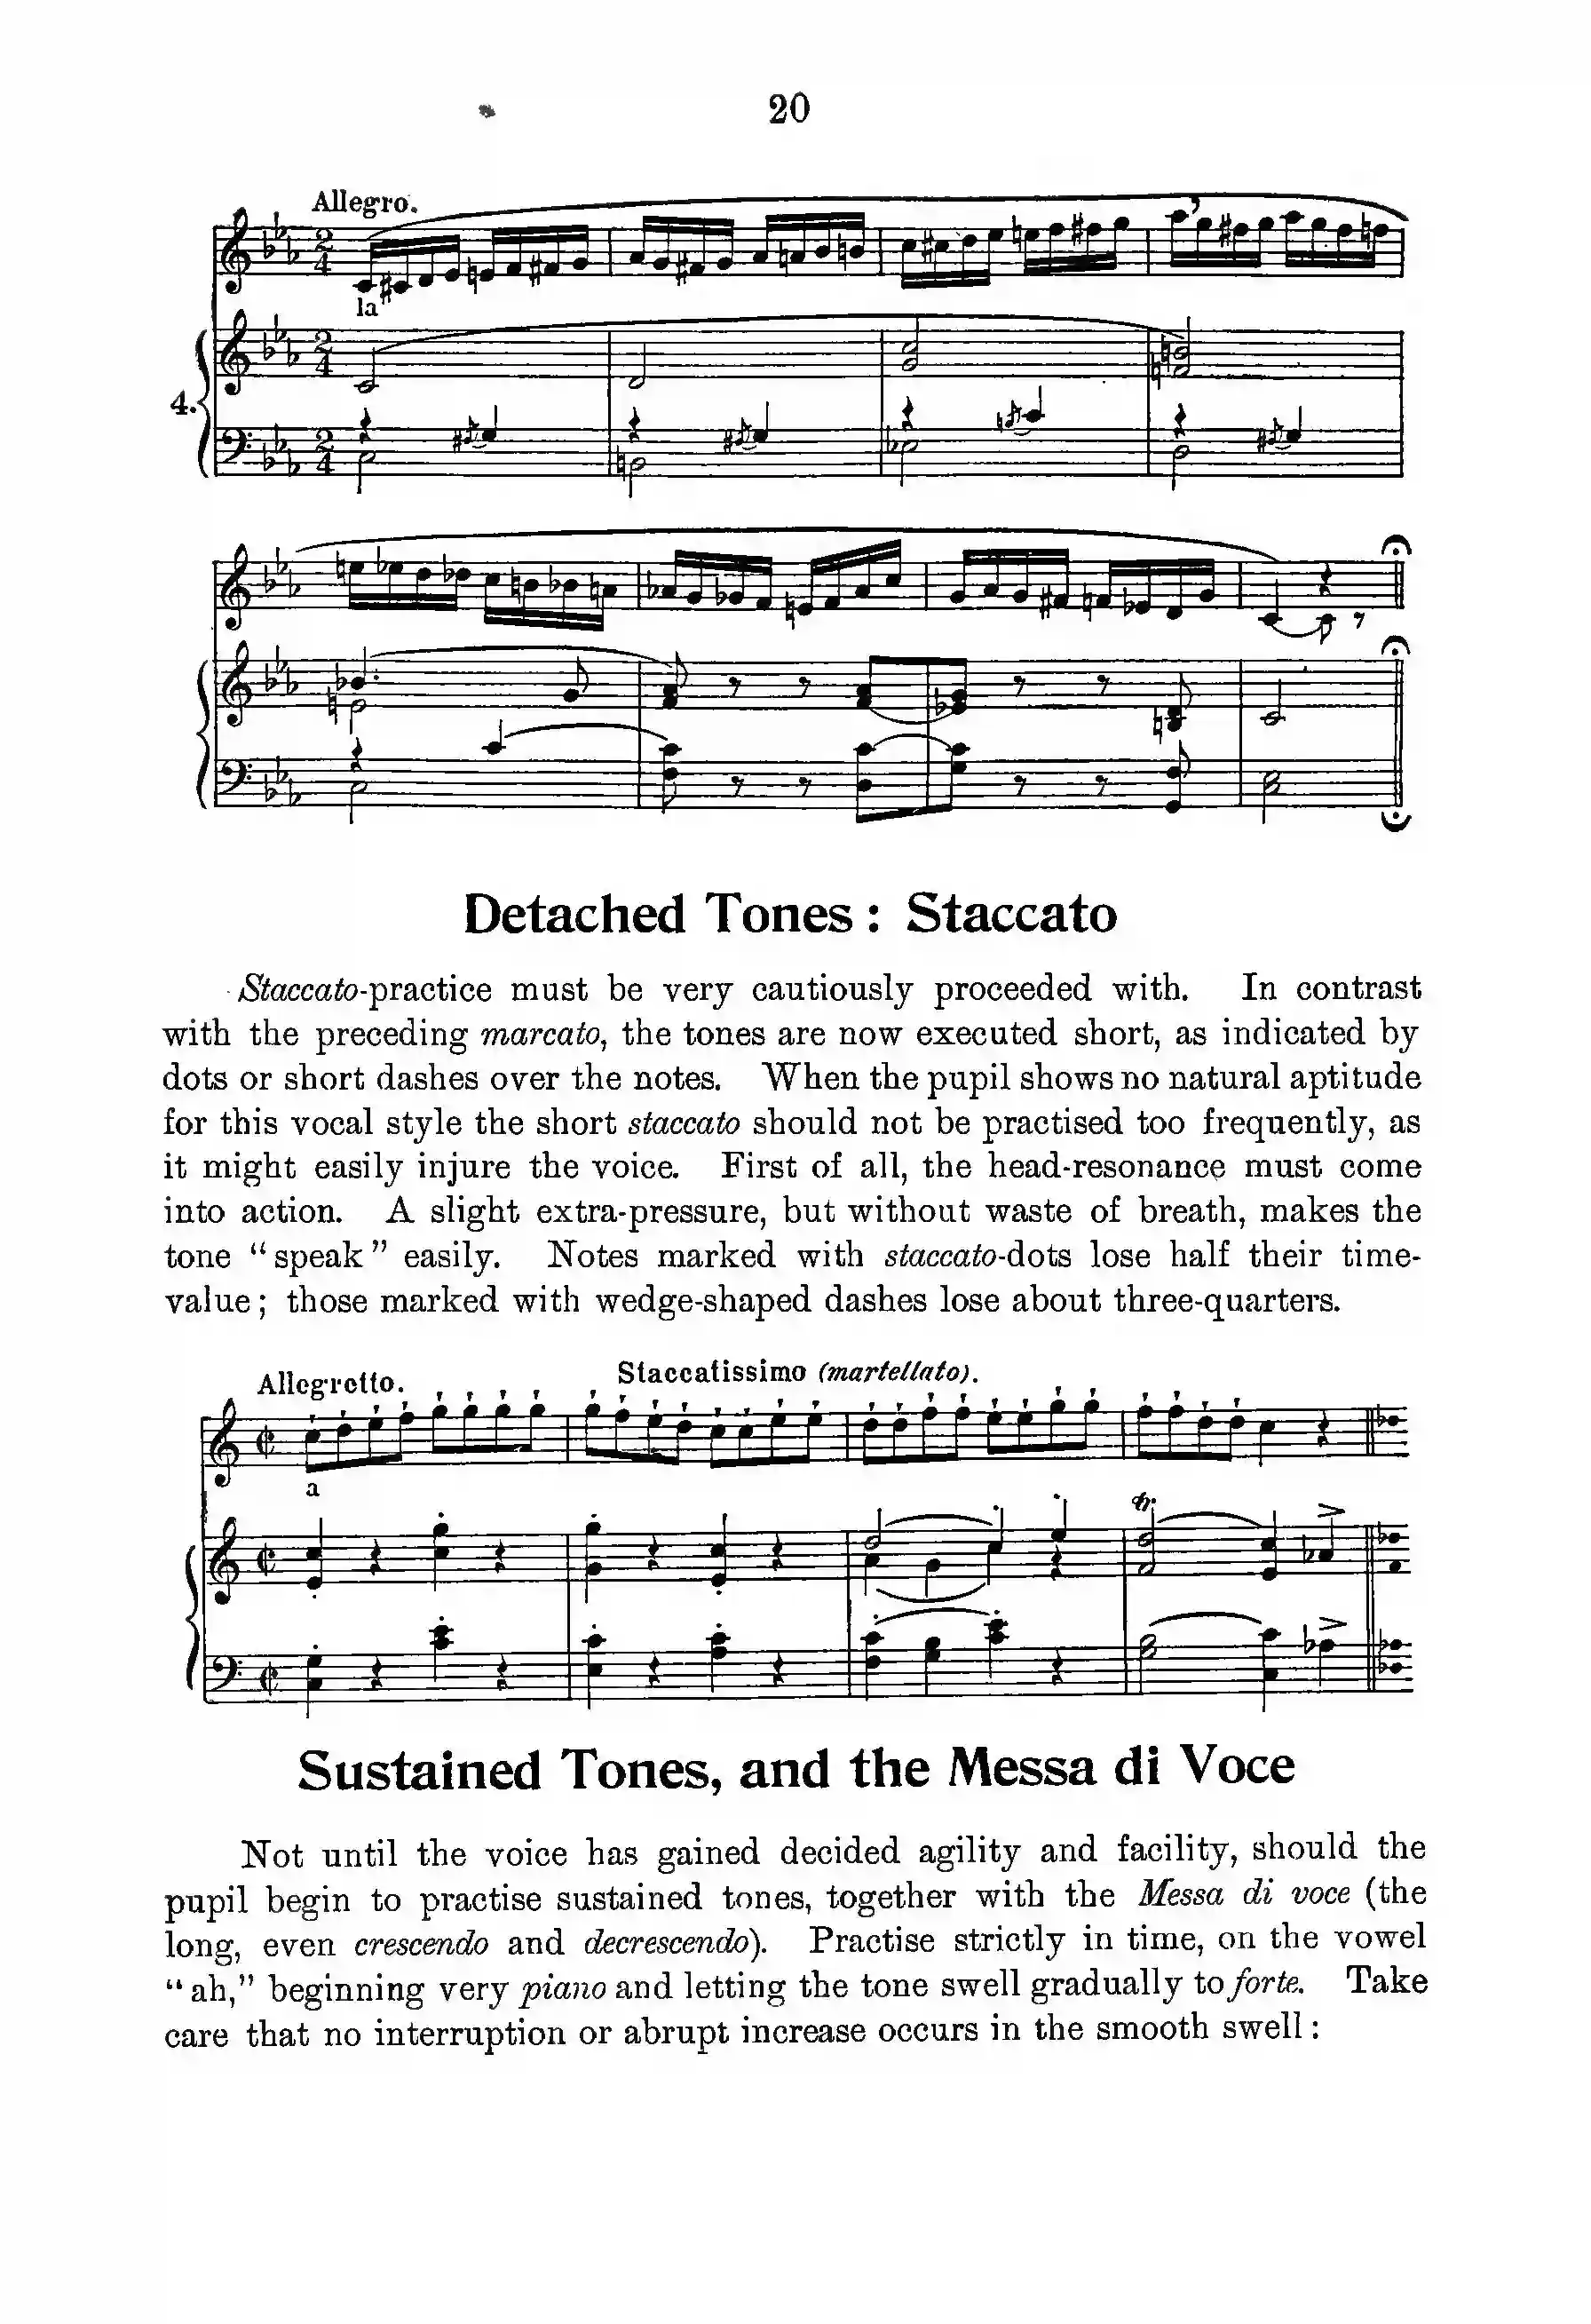 20
Allegro.
la
4.
Detached Tones : Staccato
Staccato-practice must be very cautiously proceeded with. In contrast
with the preceding marcato, the tones are now executed short, as indicated by
dots or short dashes over the notes. When the pupil shows no natural aptitude
for this vocal style the short staccato should not be practised too frequently, as
it might easily injure the voice. First of all, the head-resonance must come
into action. A slight extra-pressure, but without waste of breath, makes the
tone “speak” easily. Notes marked with staccato-dots lose half their time-
value; those marked with wedge-shaped dashes lose about three-quarters.
Allegretto. Staccatissimo (martellato).
a
tr
Sustained Tones, and the Messa di Voce
Not until the voice has gained decided agility and facility, should the
pupil begin to practise sustained tones, together with the Messa di voce (the
long, even crescendo and decrescendo). Practise strictly in time, on the vowel
“ah,” beginning very piano and letting the tone swell gradually to forte. Take
care that no interruption or abrupt increase occurs in the smooth swell :